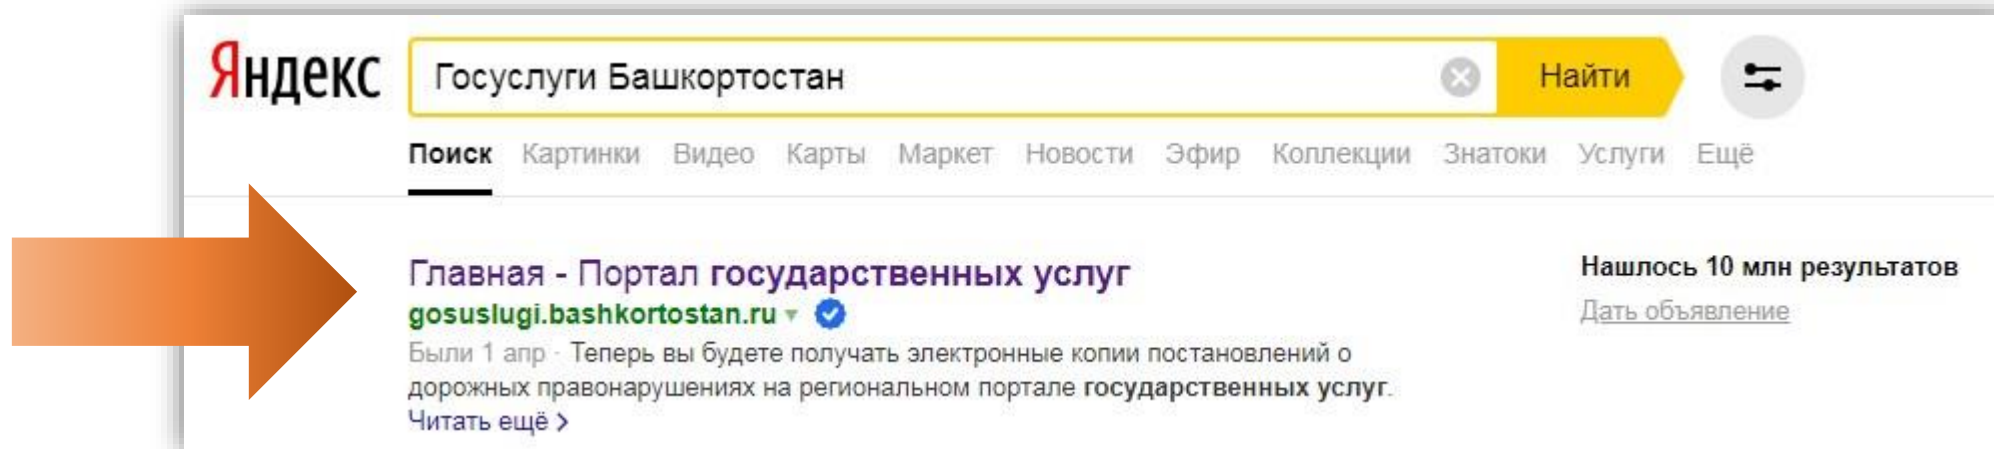 Яндекс
Госуслуги Башкортостан
Найти
Поиск Картинки Видео Карты Маркет Новости Эфир Коллекции Знатоки Услуги Ещё
Главная - Портал государственных услуг
gosuslugi.bashkortostan.ru
Были 1 апр · Теперь вы будете получать электронные копии постановлений о
дорожных правонарушениях на региональном портале государственных услуг.
Читать ещё >
Нашлось 10 млн результатов
Дать объявление